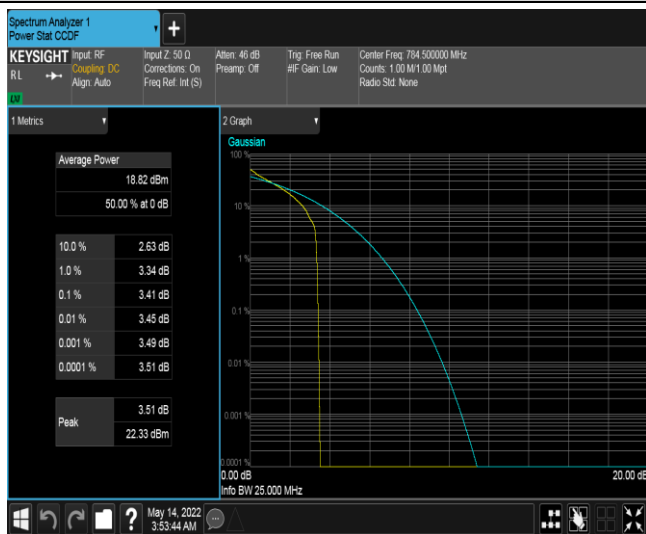 Spectrum Analyzer 1
Power Stat CCDF
+
KEYSIGHT
RL
Input: RF
Coupling: DC
Align: Auto
Input Z: 50 Ω
Corrections: On
Freq Ref: Int (S)
Atten: 46 dB
Preamp: Off
Trig: Free Run
#IF Gain: Low
Center Freq: 784.500000 MHz
Counts: 1.00 M/1.00 Mpt
Radio Std: None
1 Metrics
Average Power
18.82 dBm
50.00 % at 0 dB
10.0 % 2.63 dB
1.0 % 3.34 dB
0.1 % 3.41 dB
0.01 % 3.45 dB
0.001 % 3.49 dB
0.0001 % 3.51 dB
Peak
3.51 dB
22.33 dBm
2 Graph
Gaussian
100 %
10 %
1 %
0.1 %
0.01 %
0.001 %
0.0001 %
0.00 dB 20.00 dB
Info BW 25.000 MHz
?
May 14, 2022
3:53:44 AM